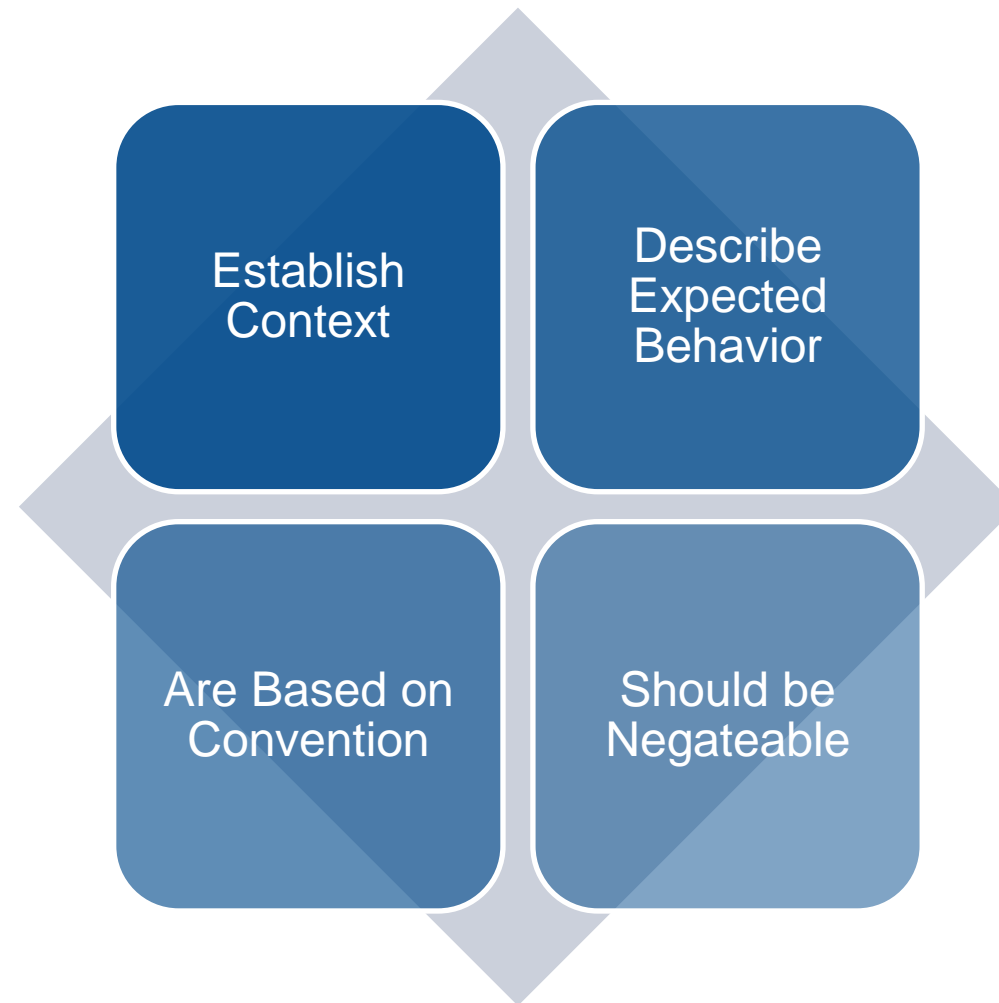 Establish
Context
Describe
Expected
Behavior
Are Based on
Convention
Should be
Negateable